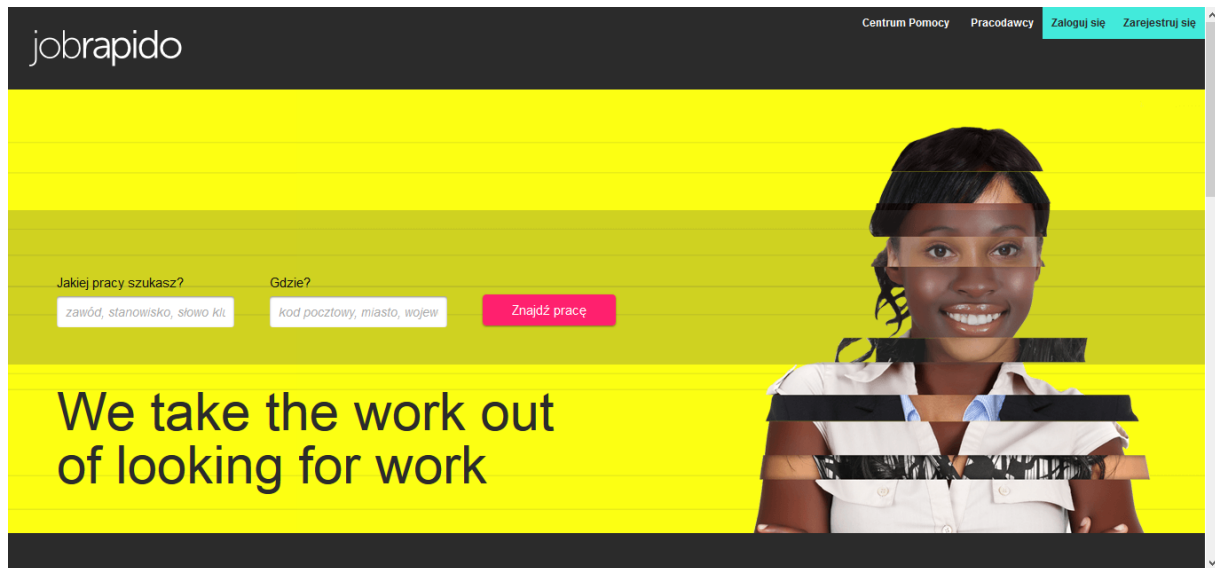 jobrapido
Centrum Pomocy Pracodawcy Zaloguj się Zarejestruj się
Jakiej pracy szukasz? Gdzie?
zawód, stanowisko, słowo klu kod pocztowy, miasto, wojew Znajdź pracę
We take the work out
of looking for work